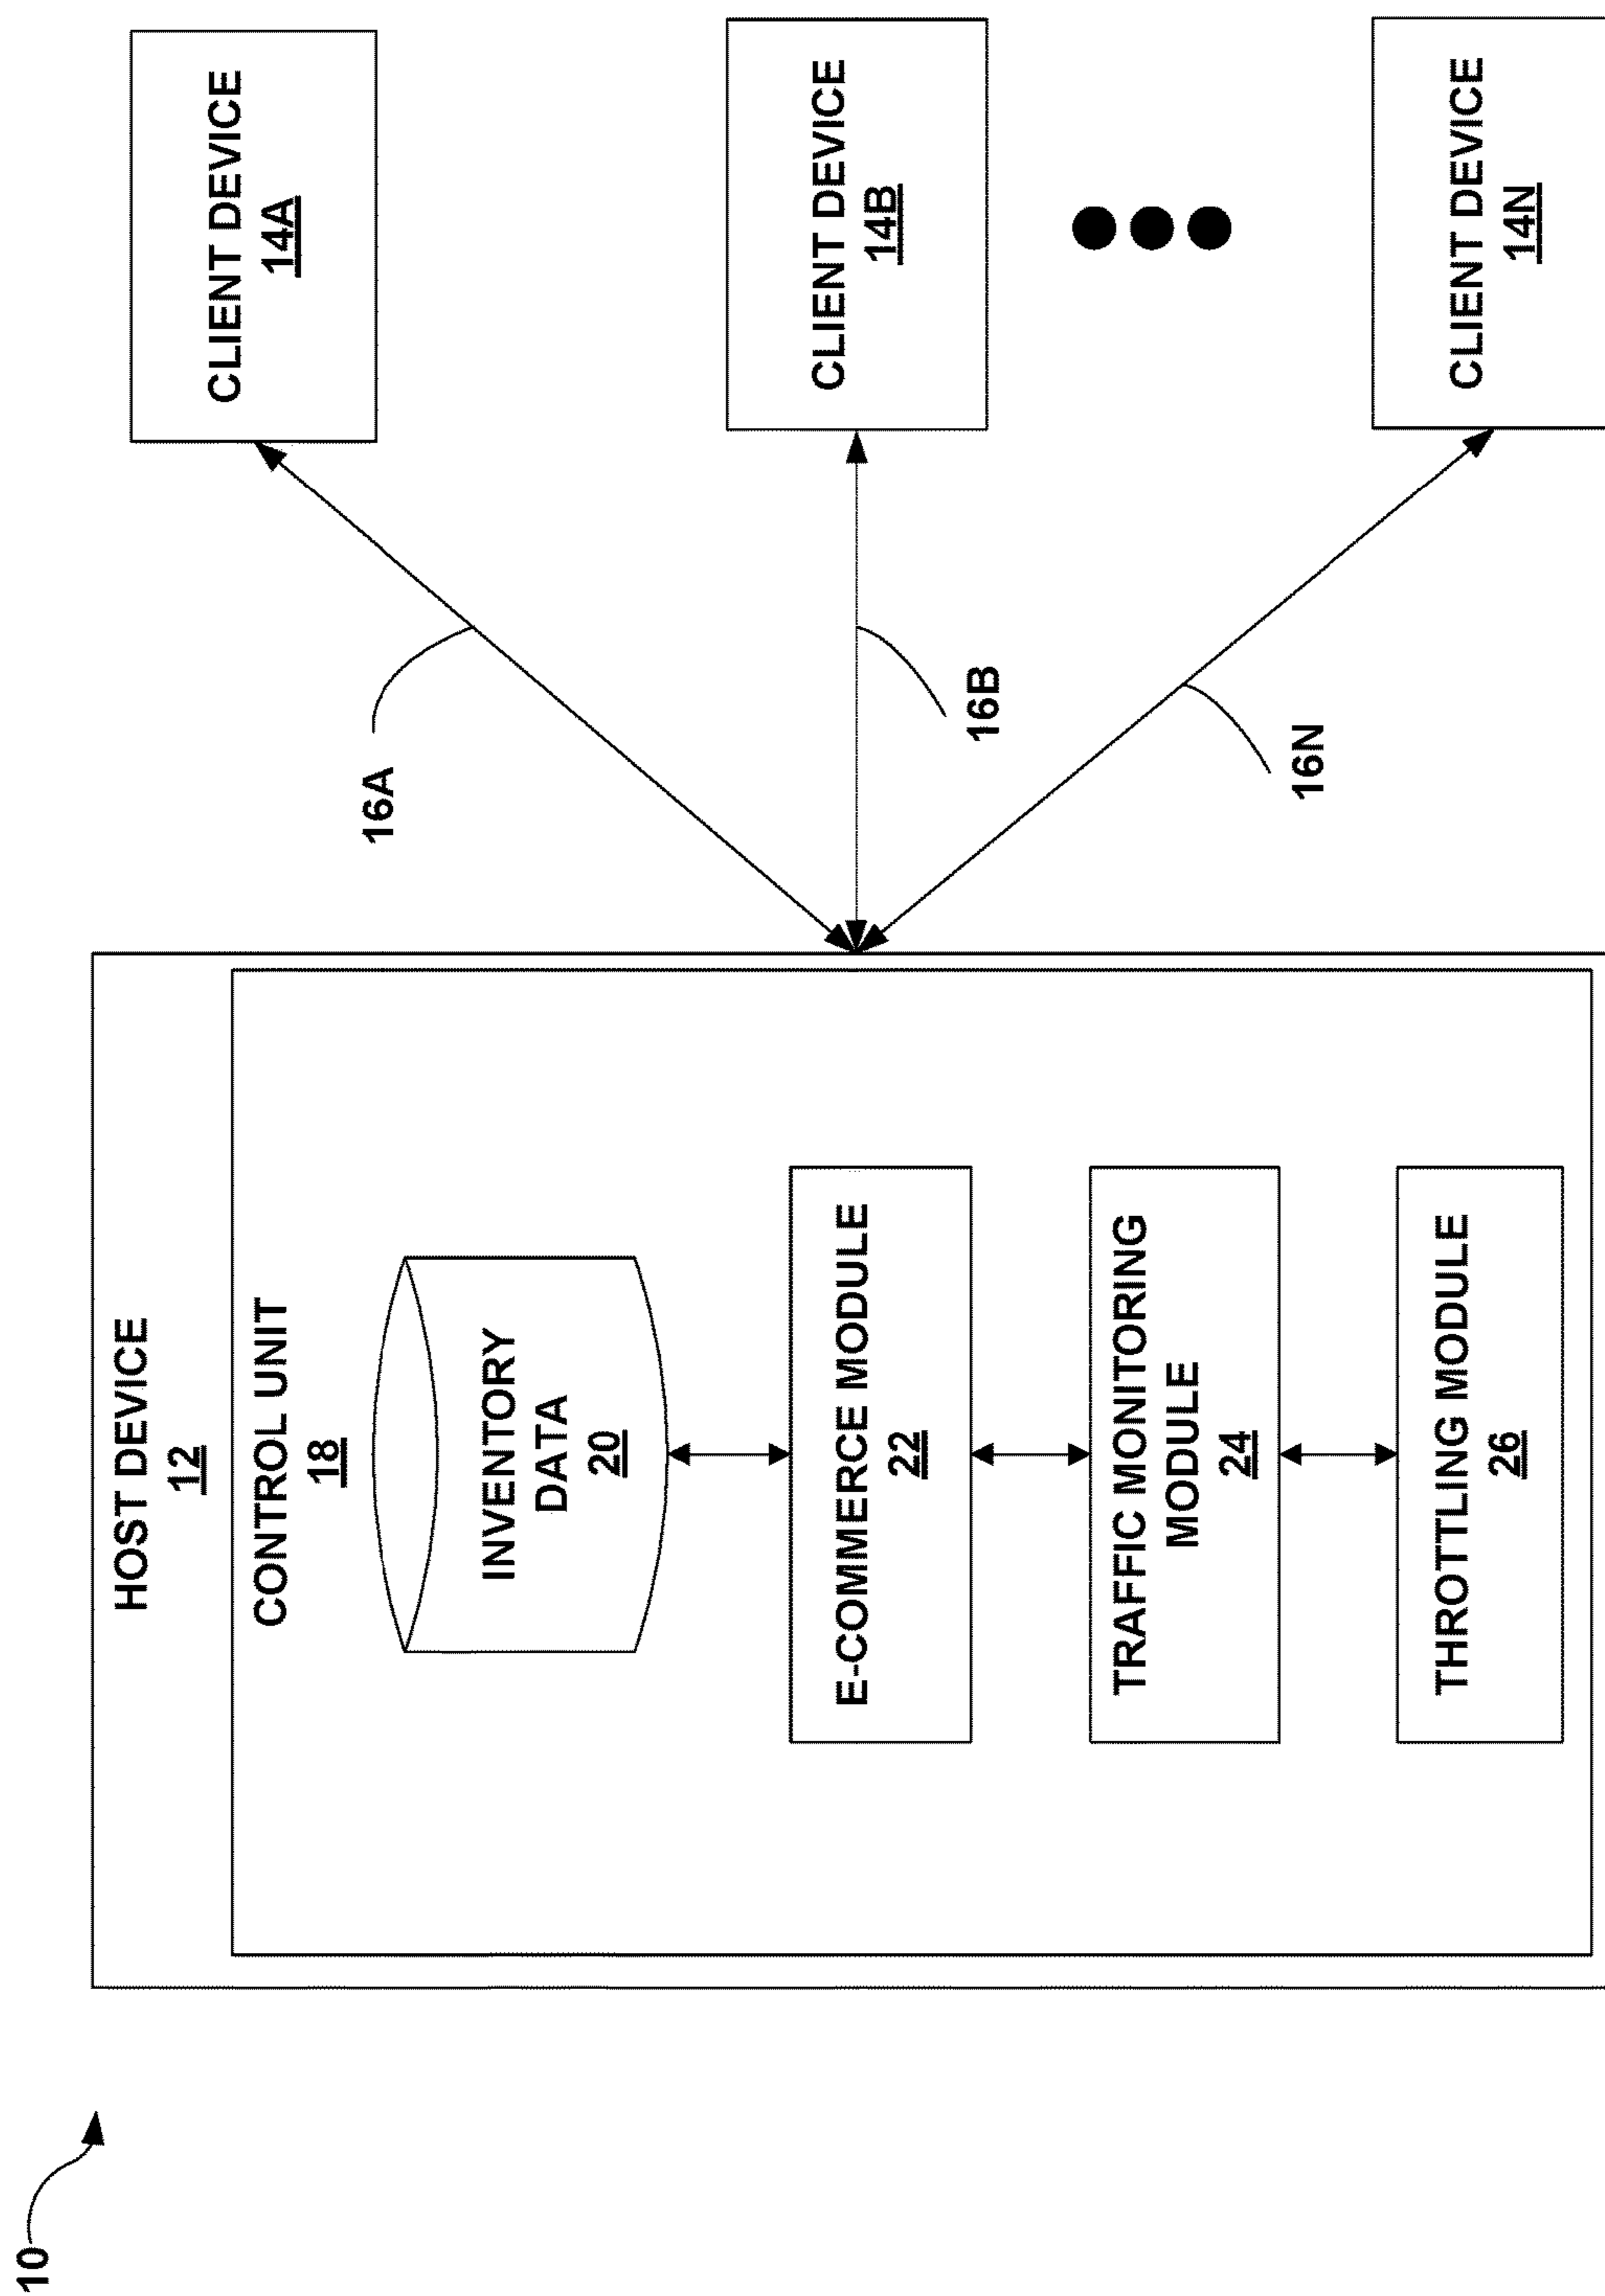 10
HOST DEVICE
12
CONTROL UNIT
18
INVENTORY
DATA
20
E-COMMERCE MODULE
22
TRAFFIC MONITORING
MODULE
24
THROTTLING MODULE
26
16A
16B
16N
CLIENT DEVICE
14A
CLIENT DEVICE
14B
CLIENT DEVICE
14N